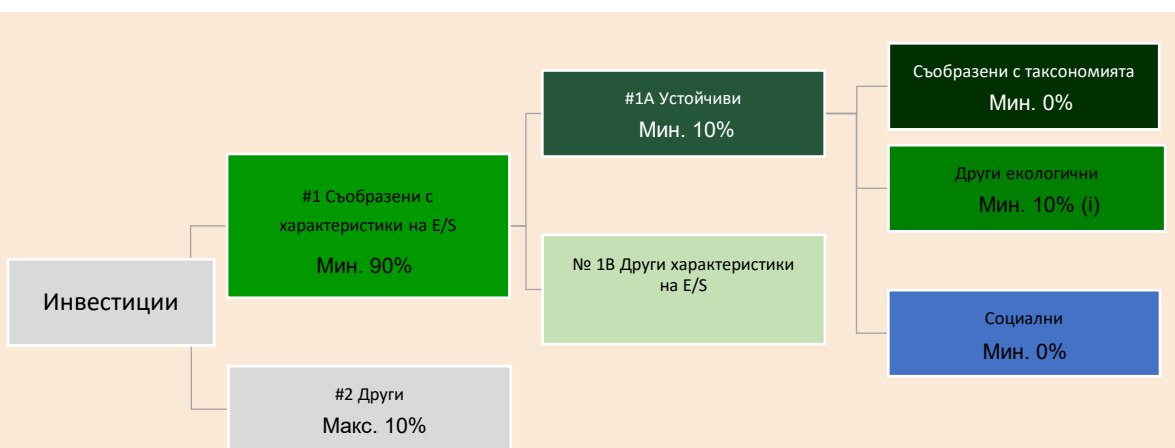 Инвестиции
#1 Съобразени с
характеристики на E/S
Мин. 90%
#2 Други
Макс. 10%
#1A Устойчиви
Мин. 10%
№ 1B Други характеристики
на E/S
Съобразени с таксономията
Мин. 0%
Други екологични
Мин. 10% (i)
Социални
Мин. 0%